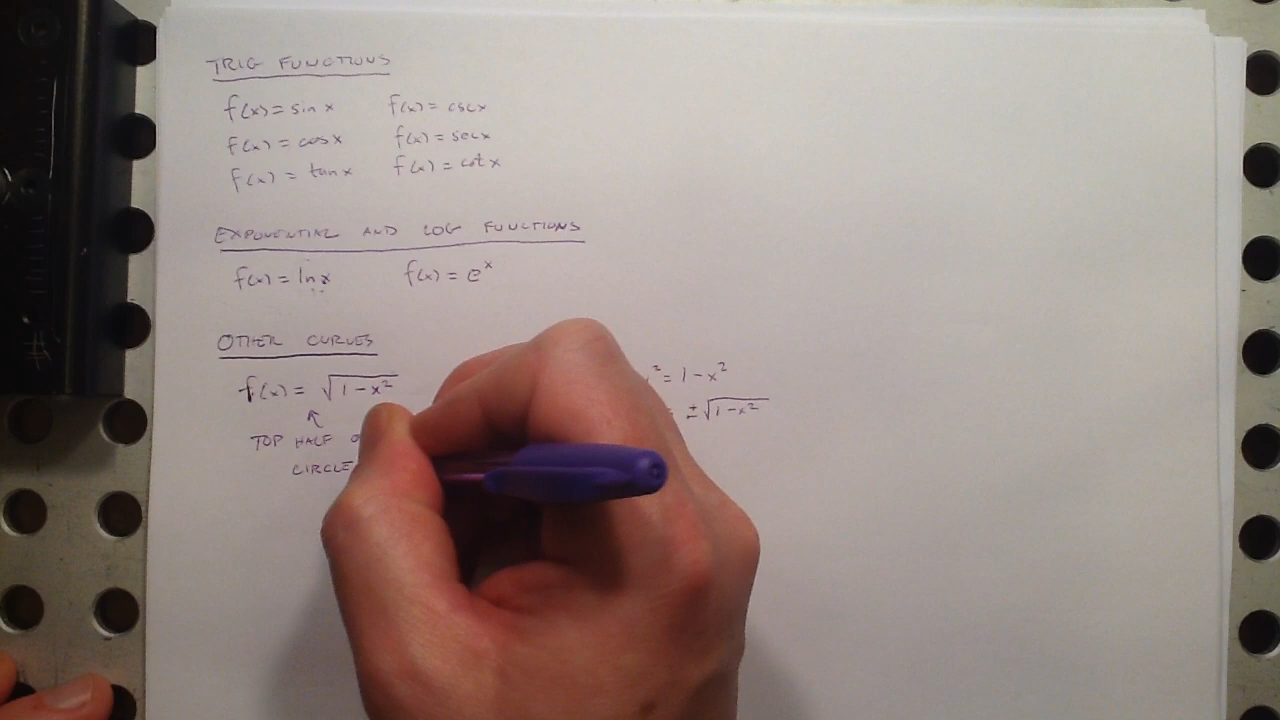 TRIG FUNCTIONS
f(x) = sin x f(x) = csc x
f(x) = cos x f(x) = sec x
f(x) = tan x f(x) = cot x
EXPONENTIAL AND LOG FUNCTIONS
f(x) = ln x f(x) = e^x
OTHER CURVES
f(x) = √(1-x²) ² = 1-x²
= ±√(1-x²)
TOP HALF
CIRCLE